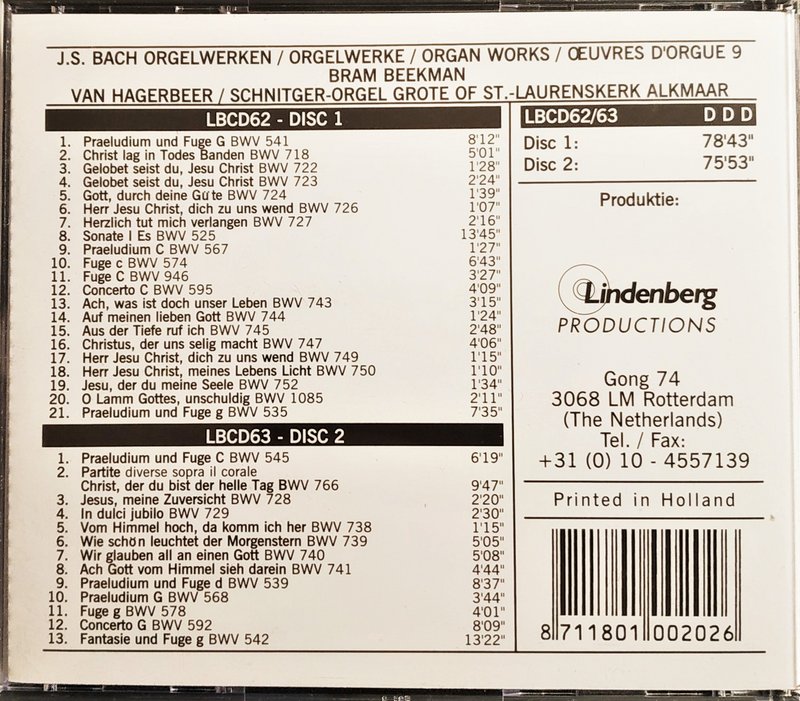 J.S. BACH ORGELWERKEN / ORGELWERKE / ORGAN WORKS / ŒUVRES D'ORGUE 9
BRAM BEEKMAN
VAN HAGERBEER / SCHNITGER-ORGEL GROTE OF ST.-LAURENSKERK ALKMAAR
LBCD62 - DISC 1
1. Praeludium und Fuge G BWV 541 8'12"
2. Christ lag in Todes Banden BWV 718 5'01"
3. Gelobet seist du, Jesu Christ BWV 722 1'28"
4. Gelobet seist du, Jesu Christ BWV 723 2'24"
5. Gott, durch deine Güte BWV 724 1'39"
6. Herr Jesu Christ, dich zu uns wend BWV 726 1'07"
7. Herzlich tut mich verlangen BWV 727 2'16"
8. Sonate I Es BWV 525 13'45"
9. Praeludium C BWV 567 1'27"
10. Fuge c BWV 574 6'43"
11. Fuge C BWV 946 3'27"
12. Concerto C BWV 595 4'09"
13. Ach, was ist doch unser Leben BWV 743 3'15"
14. Auf meinen lieben Gott BWV 744 1'24"
15. Aus der Tiefe ruf ich BWV 745 2'48"
16. Christus, der uns selig macht BWV 747 4'06"
17. Herr Jesu Christ, dich zu uns wend BWV 749 1'15"
18. Herr Jesu Christ, meines Lebens Licht BWV 750 1'10"
19. Jesu, der du meine Seele BWV 752 1'34"
20. O Lamm Gottes, unschuldig BWV 1085 2'11"
21. Praeludium und Fuge g BWV 535 7'35"
LBCD63 - DISC 2
1. Praeludium und Fuge C BWV 545 6'19"
2. Partite diverse sopra il corale
Christ, der du bist der helle Tag BWV 766 9'47"
3. Jesus, meine Zuversicht BWV 728 2'20"
4. In dulci jubilo BWV 729 2'30"
5. Vom Himmel hoch, da komm ich her BWV 738 1'15"
6. Wie schön leuchtet der Morgenstern BWV 739 5'05"
7. Wir glauben all an einen Gott BWV 740 5'08"
8. Ach Gott vom Himmel sieh darein BWV 741 4'44"
9. Praeludium und Fuge d BWV 539 8'37"
10. Praeludium G BWV 568 3'44"
11. Fuge g BWV 578 4'01"
12. Concerto G BWV 592 8'09"
13. Fantasie und Fuge g BWV 542 13'22"
LBCD62/63 D D D
Disc 1: 78'43"
Disc 2: 75'53"
Produktie:
Lindenberg
PRODUCTIONS
Gong 74
3068 LM Rotterdam
(The Netherlands)
Tel. / Fax:
+31 (0) 10 - 4557139
Printed in Holland
8 711801 002026